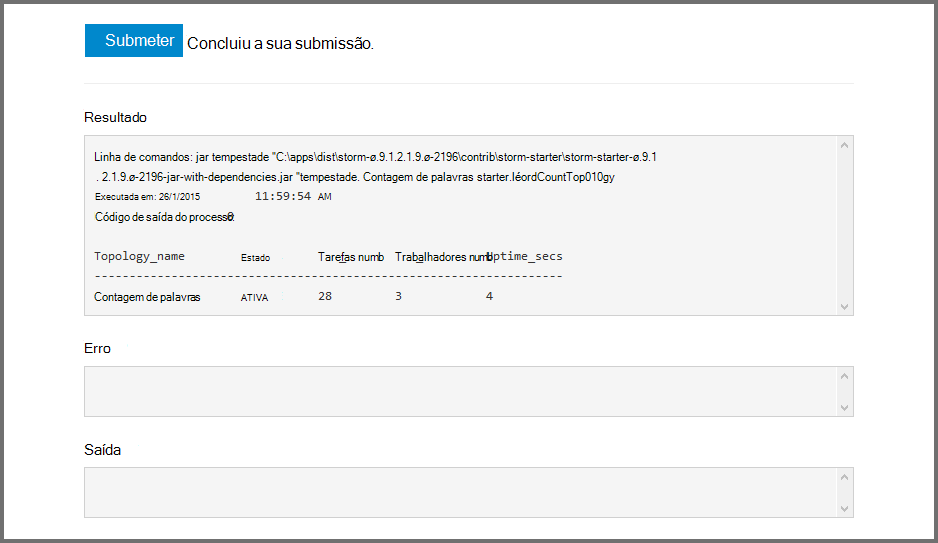 Submeter Concluiu a sua submissão.
Resultado
Linha de comandos: jar tempestade "C:\apps\dist\storm-ø.9.1.2.1.9.ø-2196\contrib\storm-starter\storm-starter-ø.9.1
. 2.1.9.ø-2196-jar-with-dependencies.jar "tempestade. Contagem de palavras starter.léordCountTop010gy
Executada em: 26/1/2015 11:59:54 AM
Código de saída do processo: 0
Topology_name Estado Tarefas numb Trabalhadores numb Uptime_secs
--------------------------------------------------------------------
Contagem de palavras ATIVA 28 3 4
Erro
Saída